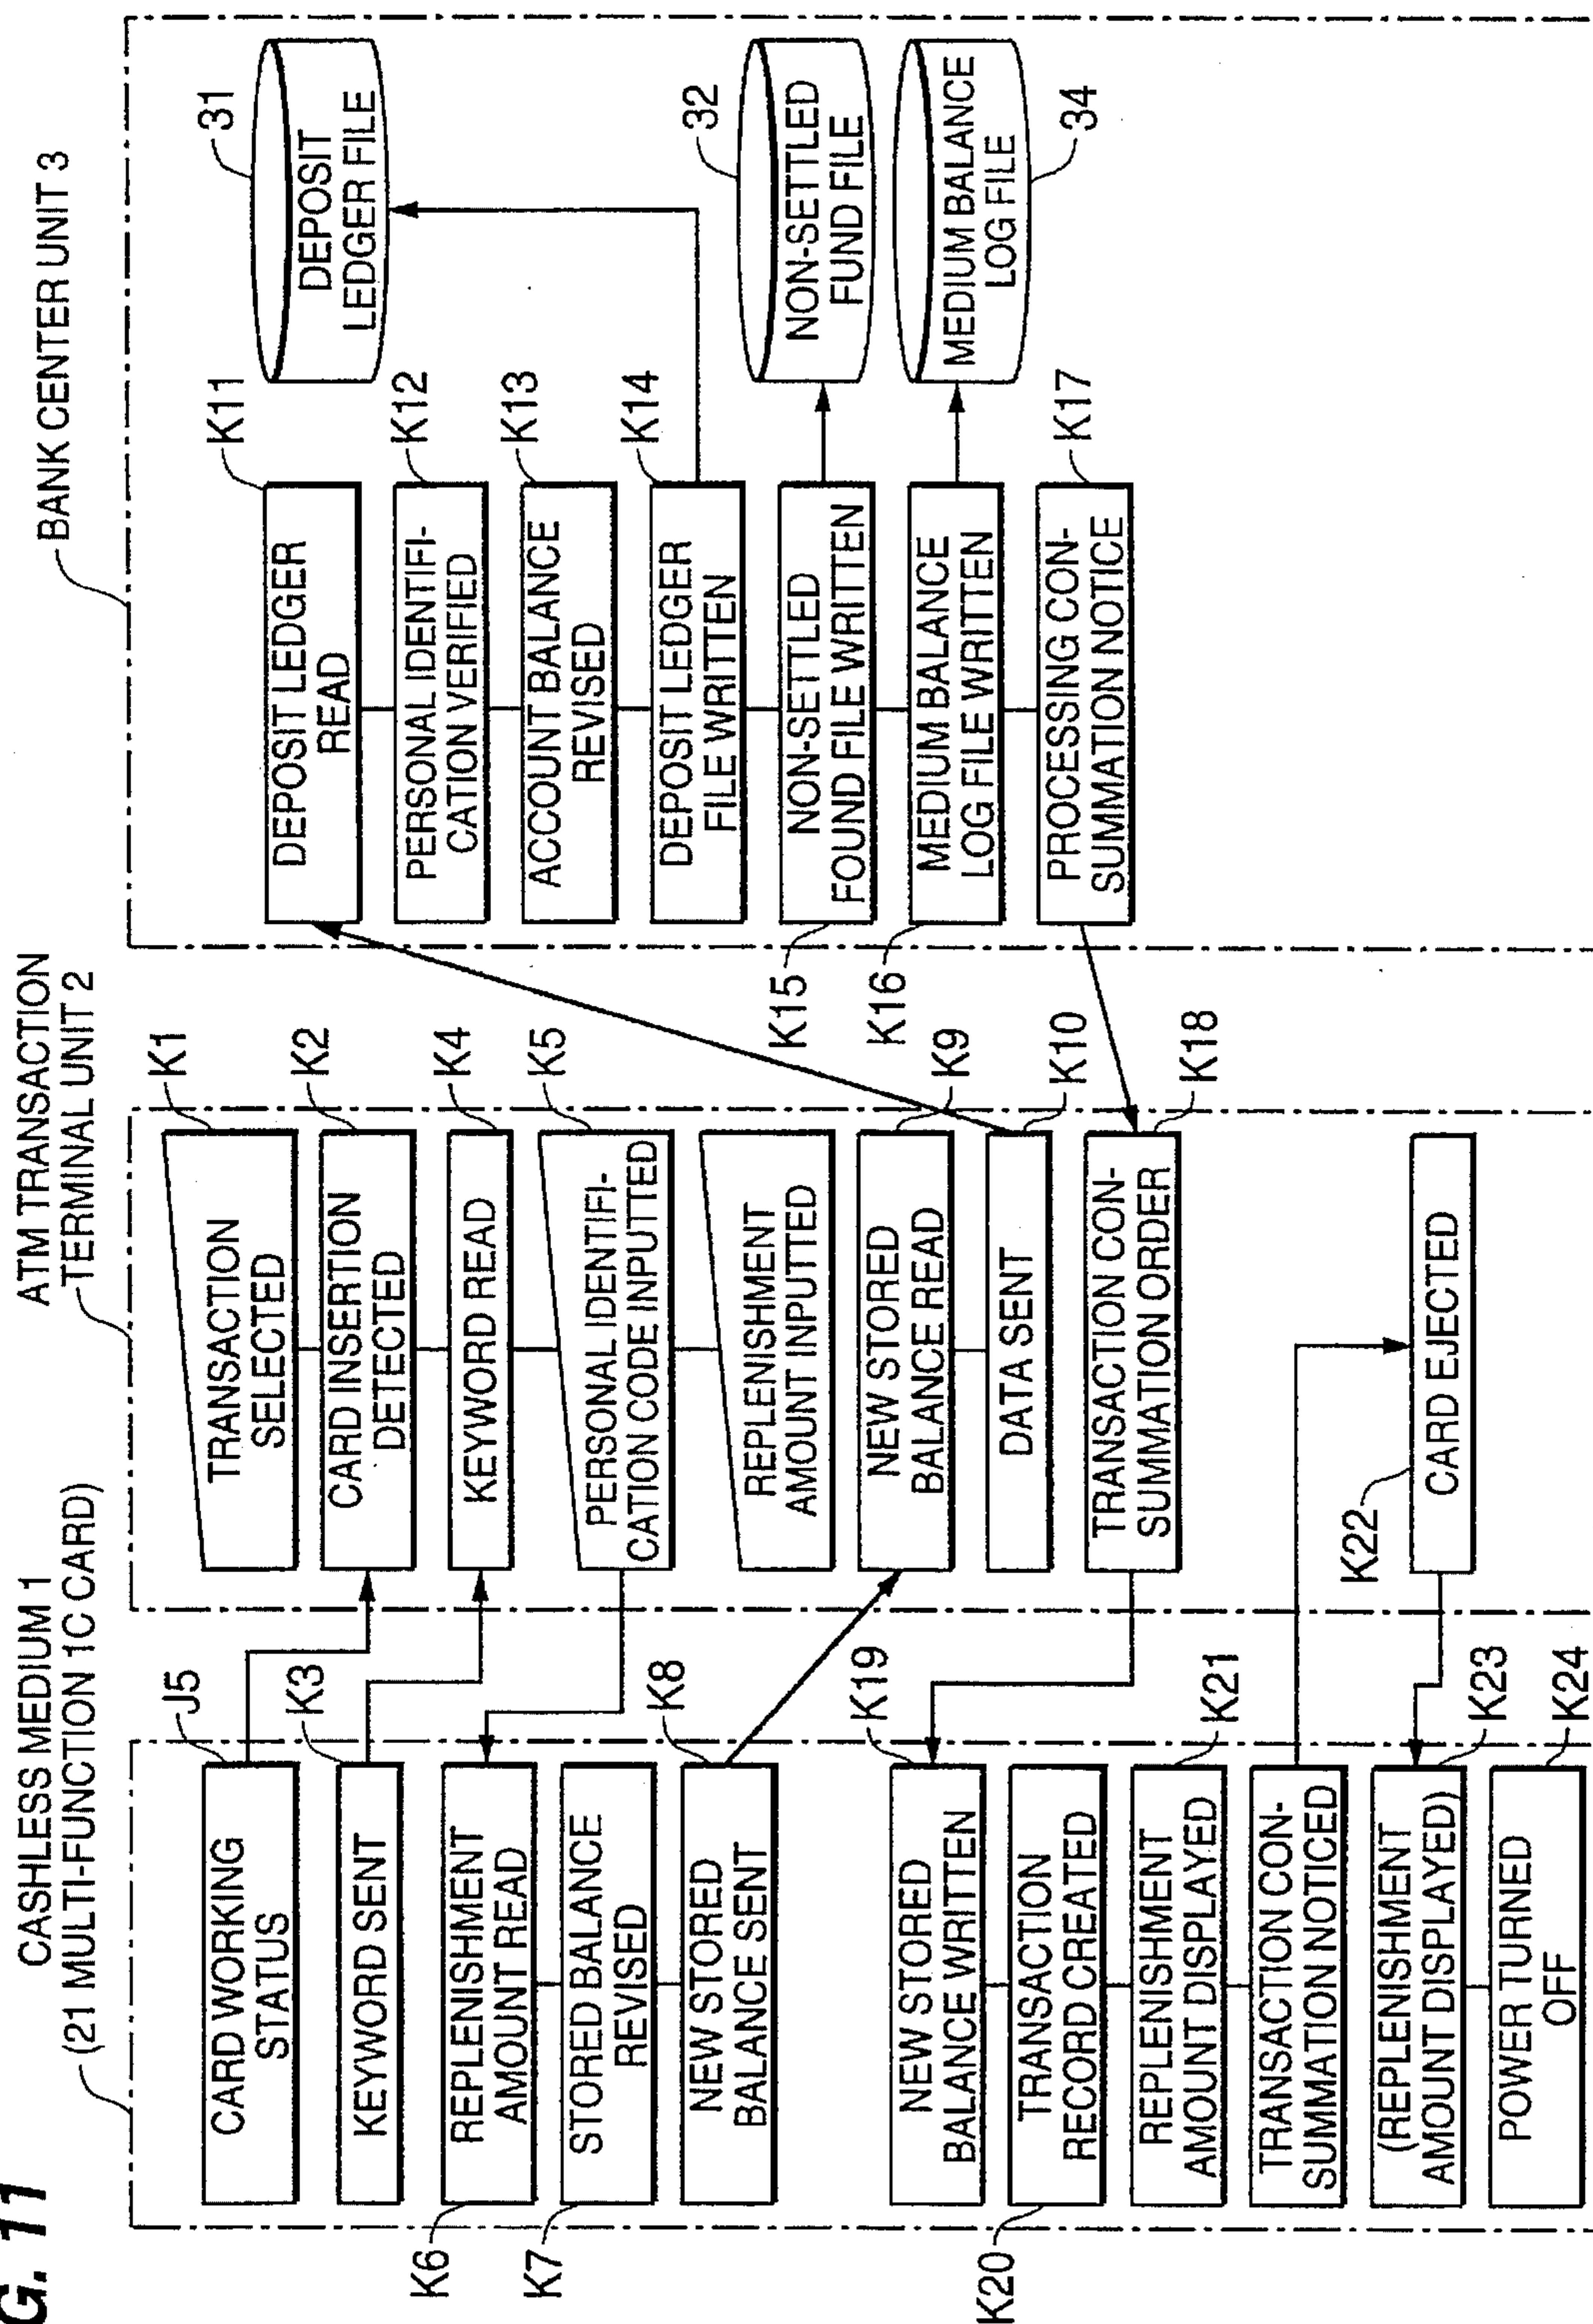 G. 11
CASHLESS MEDIUM 1
(21 MULTI-FUNCTION 1C CARD)
J5
CARD WORKING
STATUS
K3
KEYWORD SENT
K6
REPLENISHMENT
AMOUNT READ
K7
STORED BALANCE
REVISED
K8
NEW STORED
BALANCE SENT
K19
NEW STORED
BALANCE WRITTEN
K20
TRANSACTION
RECORD CREATED
K21
REPLENISHMENT
AMOUNT DISPLAYED
TRANSACTION CON-
SUMMATION NOTICED
K23
(REPLENISHMENT
AMOUNT DISPLAYED)
K24
POWER TURNED
OFF
ATM TRANSACTION
TERMINAL UNIT 2
K1
TRANSACTION
SELECTED
K2
CARD INSERTION
DETECTED
K4
KEYWORD READ
K5
PERSONAL IDENTIFI-
CATION CODE INPUTTED
REPLENISHMENT
AMOUNT INPUTTED
K9
NEW STORED
BALANCE READ
K10
DATA SENT
K18
TRANSACTION CON-
SUMMATION ORDER
K22
CARD EJECTED
BANK CENTER UNIT 3
K11
DEPOSIT LEDGER
READ
K12
PERSONAL IDENTIFI-
CATION VERIFIED
K13
ACCOUNT BALANCE
REVISED
K14
DEPOSIT LEDGER
FILE WRITTEN
K15
NON-SETTLED
FOUND FILE WRITTEN
K16
MEDIUM BALANCE
LOG FILE WRITTEN
K17
PROCESSING CON-
SUMMATION NOTICE
31
DEPOSIT
LEDGER FILE
32
NON-SETTLED
FUND FILE
34
MEDIUM BALANCE
LOG FILE